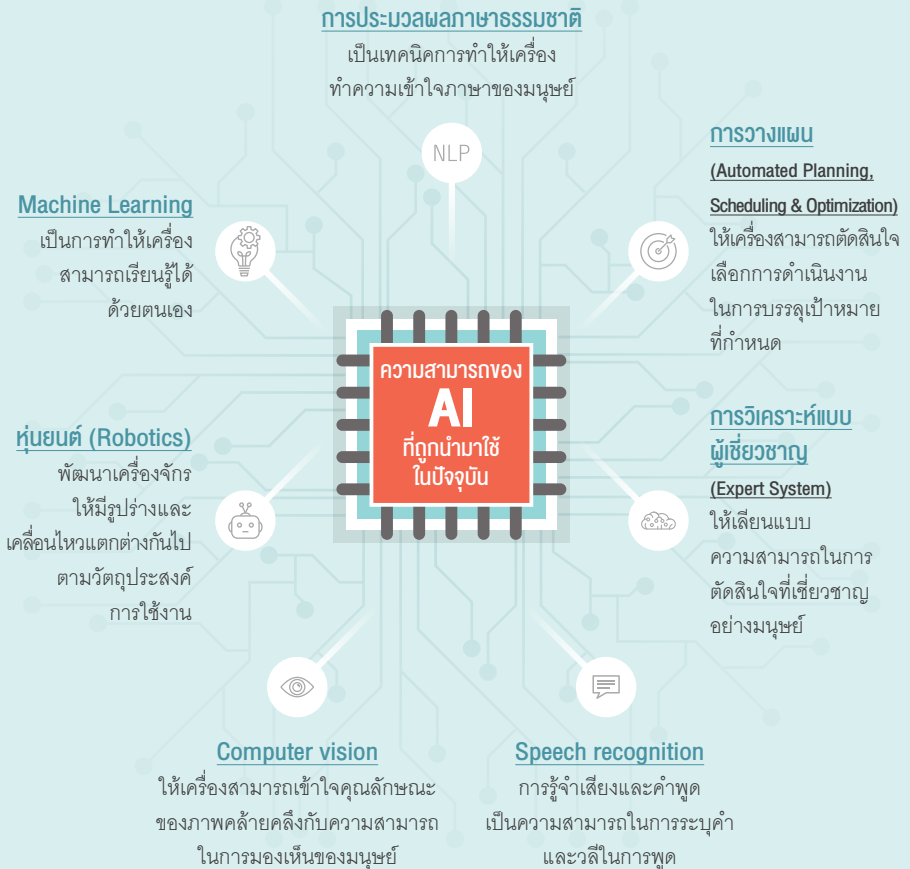 การประมวลผลภาษาธรรมชาติ
เป็นเทคนิคการทำให้เครื่อง
ทำความเข้าใจภาษาของมนุษย์
NLP
Machine Learning
เป็นการทำให้เครื่อง
สามารถเรียนรู้ได้
ด้วยตนเอง
การวางแผน
(Automated Planning,
Scheduling & Optimization)
ให้เครื่องสามารถตัดสินใจ
เลือกการดำเนินงาน
ในการบรรลุเป้าหมาย
ที่กำหนด
ความสามารถของ
AI
ที่ถูกนำมาใช้
ในปัจจุบัน
หุ่นยนต์ (Robotics)
พัฒนาเครื่องจักร
ให้มีรูปร่างและ
เคลื่อนไหวแตกต่างกันไป
ตามวัตถุประสงค์
การใช้งาน
การวิเคราะห์แบบ
ผู้เชี่ยวชาญ
(Expert System)
ให้เลียนแบบ
ความสามารถในการ
ตัดสินใจที่เชี่ยวชาญ
อย่างมนุษย์
Computer vision
ให้เครื่องสามารถเข้าใจคุณลักษณะ
ของภาพคล้ายคลึงกับความสามารถ
ในการมองเห็นของมนุษย์
Speech recognition
การรู้จำเสียงและคำพูด
เป็นความสามารถในการระบุคำ
และวลีในการพูด